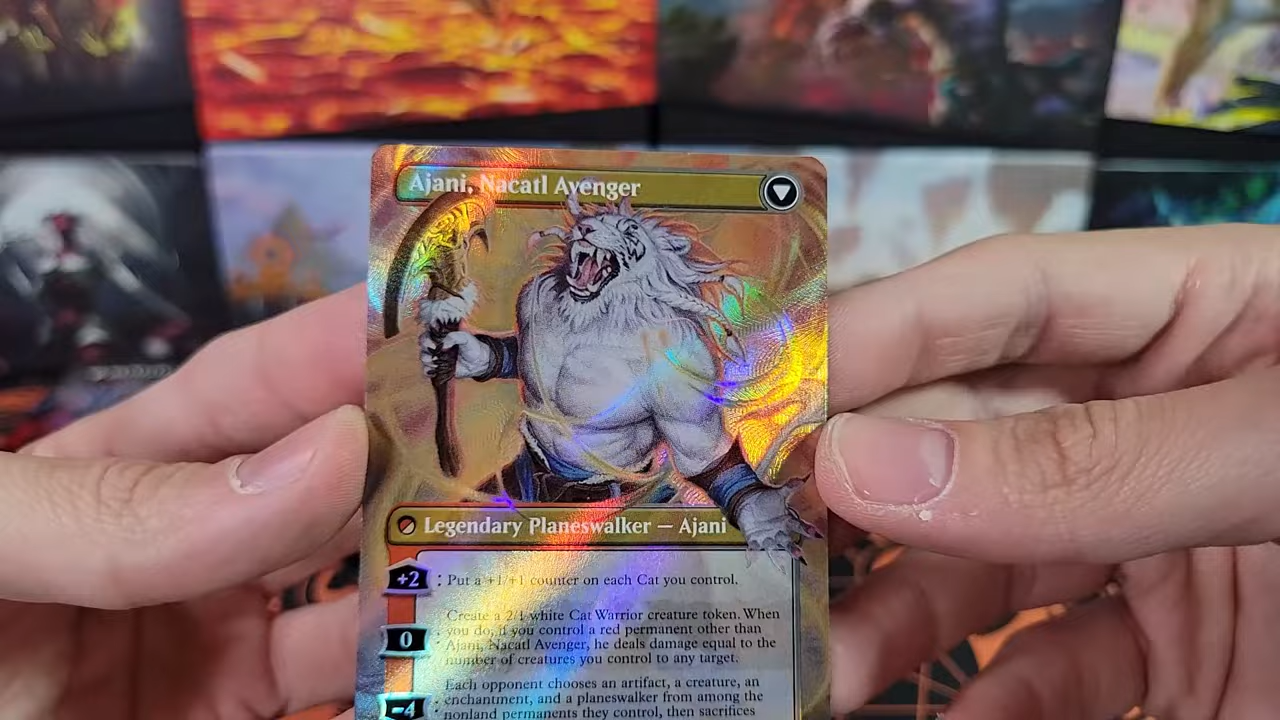 Ajani, Nacatl Avenger
Legendary Planeswalker — Ajani
+2 : Put a +1/+1 counter on each Cat you control.
Create a 2/1 white Cat Warrior creature token. When
you do, if you control a red permanent other than
0 : Ajani, Nacatl Avenger, he deals damage equal to the
number of creatures you control to any target.
Each opponent chooses an artifact, a creature, an
enchantment, and a planeswalker from among the
-4 : nonland permanents they control, then sacrifices